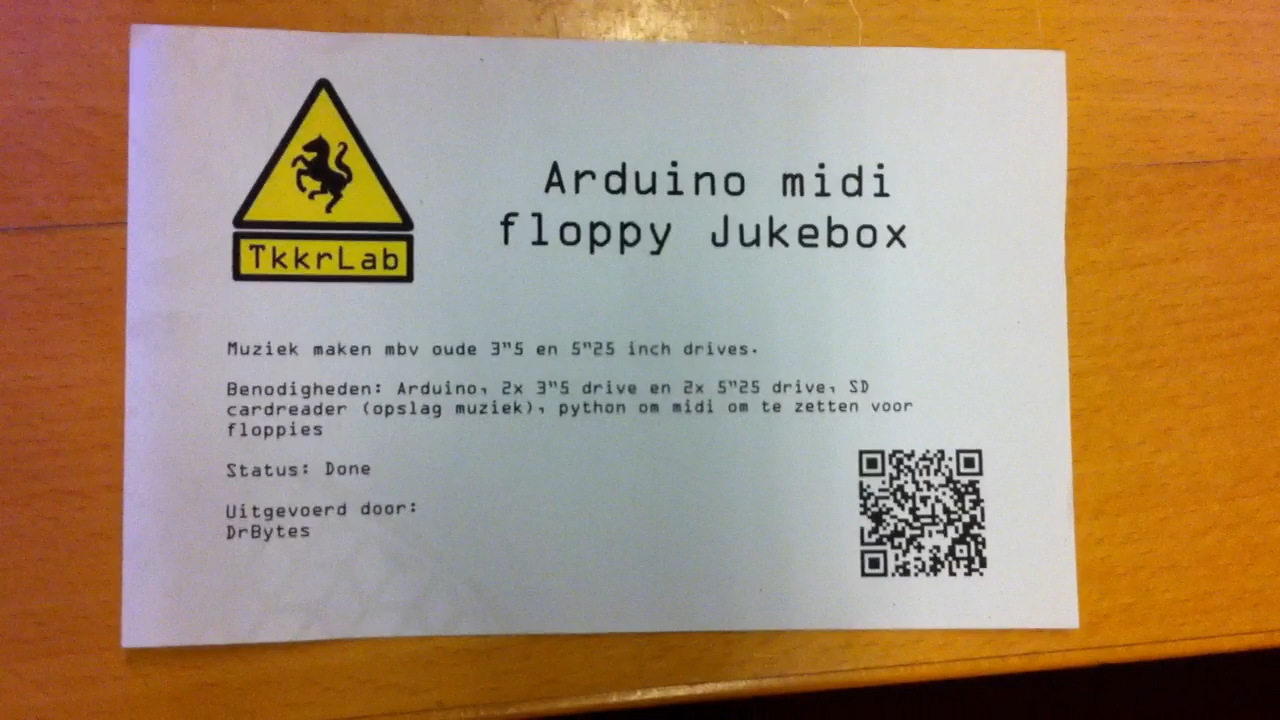 TkkrLab
Arduino midi
floppy Jukebox
Muziek maken mbv oude 3"5 en 5"25 inch drives.
Benodigheden: Arduino, 2x 3"5 drive en 2x 5"25 drive, SD
cardreader (opslag muziek), python om midi om te zetten voor
floppies
Status: Done
Uitgevoerd door:
DrBytes